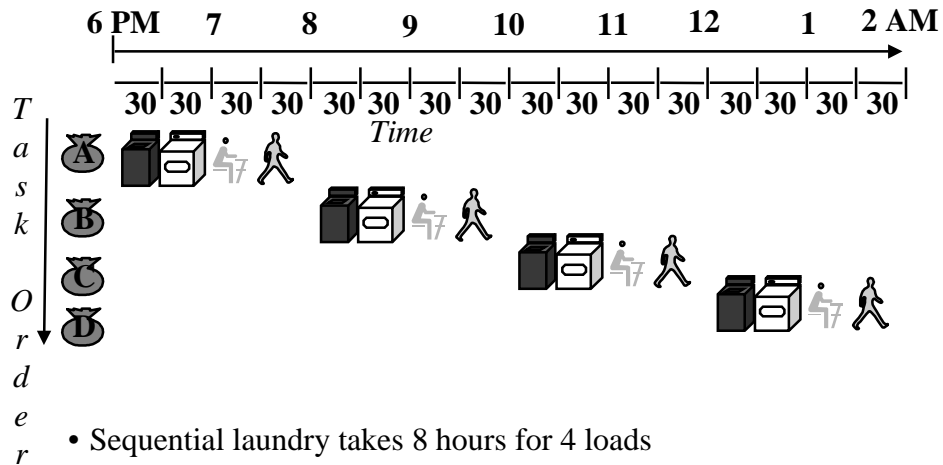 6 PM 7 8 9 10 11 12 1 2 AM
30 30 30 30 30 30 30 30 30 30 30 30 30 30 30 30
Time
Task Order
A
B
C
D
• Sequential laundry takes 8 hours for 4 loads